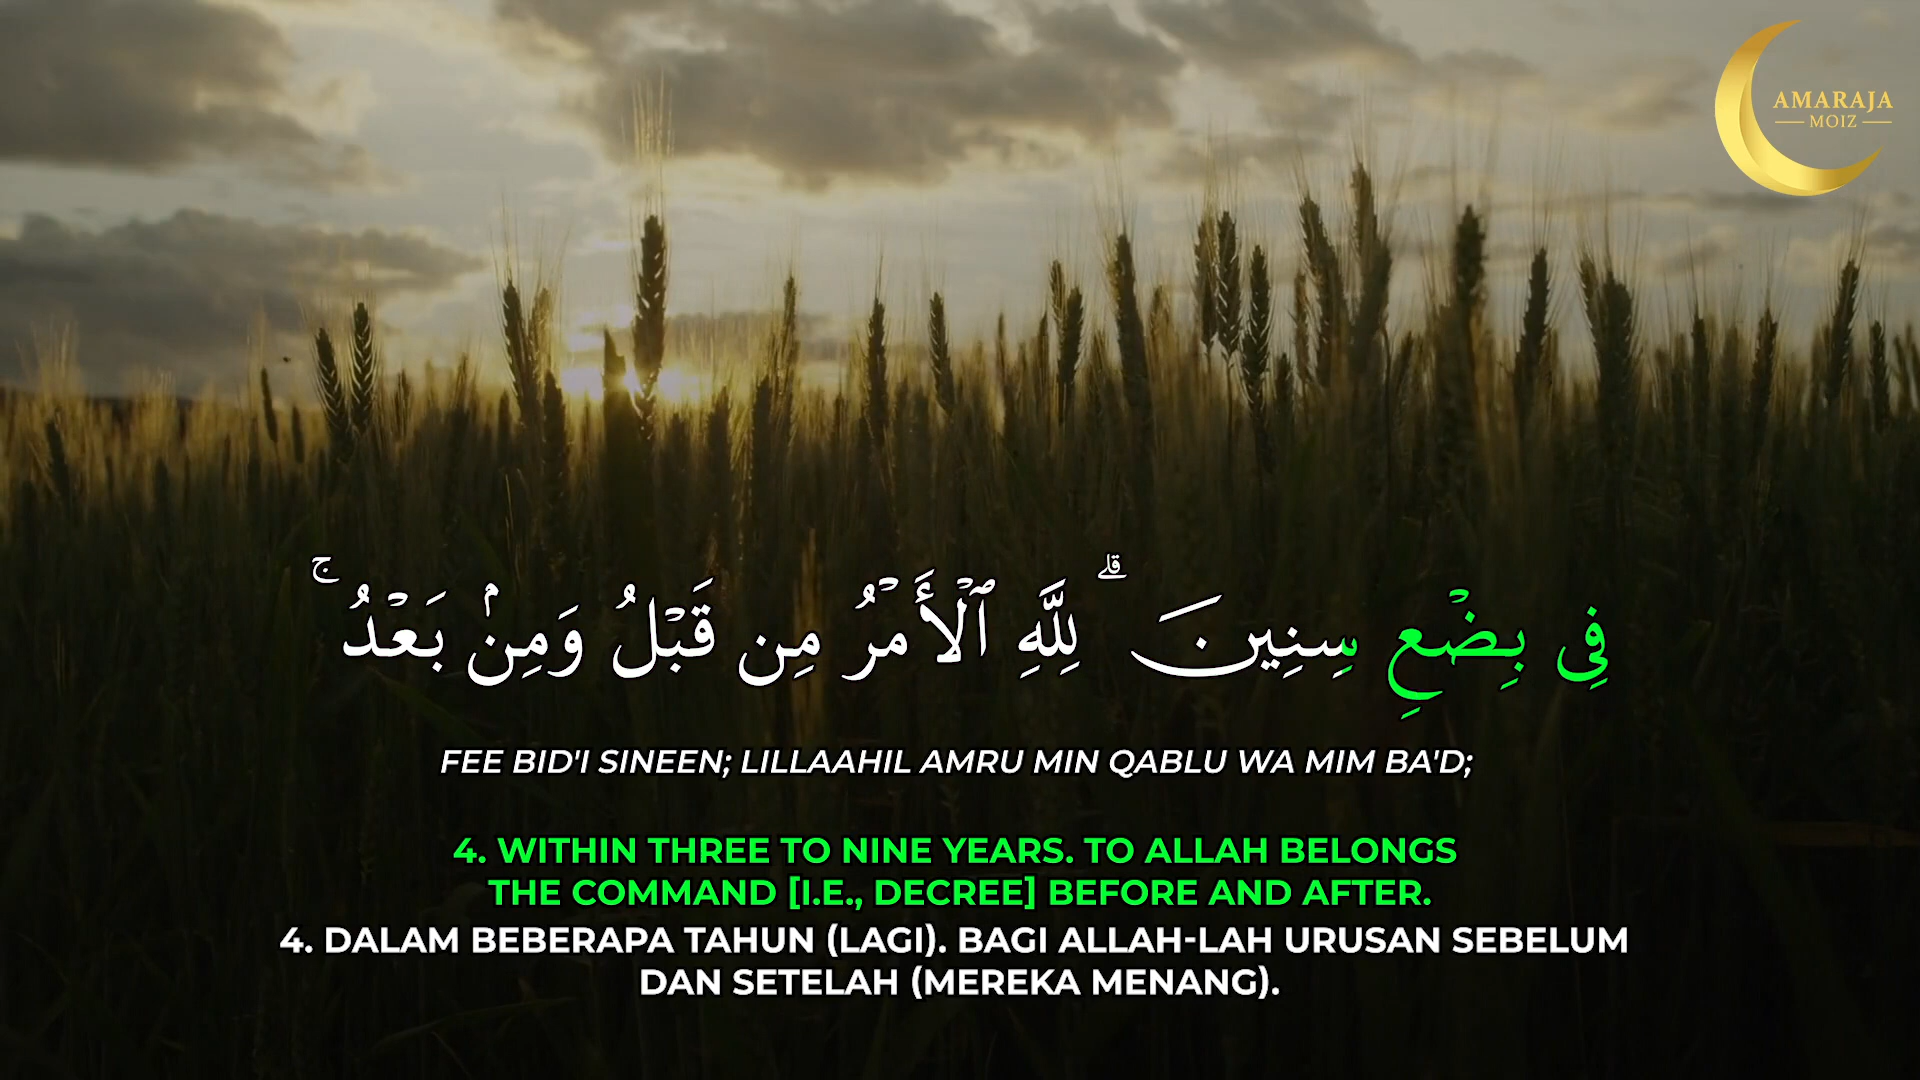 AMARAJA
MOIZ
فِي بِضْعِ سِنِينَ ۗ لِلَّهِ ٱلْأَمْرُ مِن قَبْلُ وَمِنۢ بَعْدُ ۚ
FEE BID'I SINEEN; LILLAAHIL AMRU MIN QABLU WA MIM BA'D;
4. WITHIN THREE TO NINE YEARS. TO ALLAH BELONGS
THE COMMAND [I.E., DECREE] BEFORE AND AFTER.
4. DALAM BEBERAPA TAHUN (LAGI). BAGI ALLAH-LAH URUSAN SEBELUM
DAN SETELAH (MEREKA MENANG).